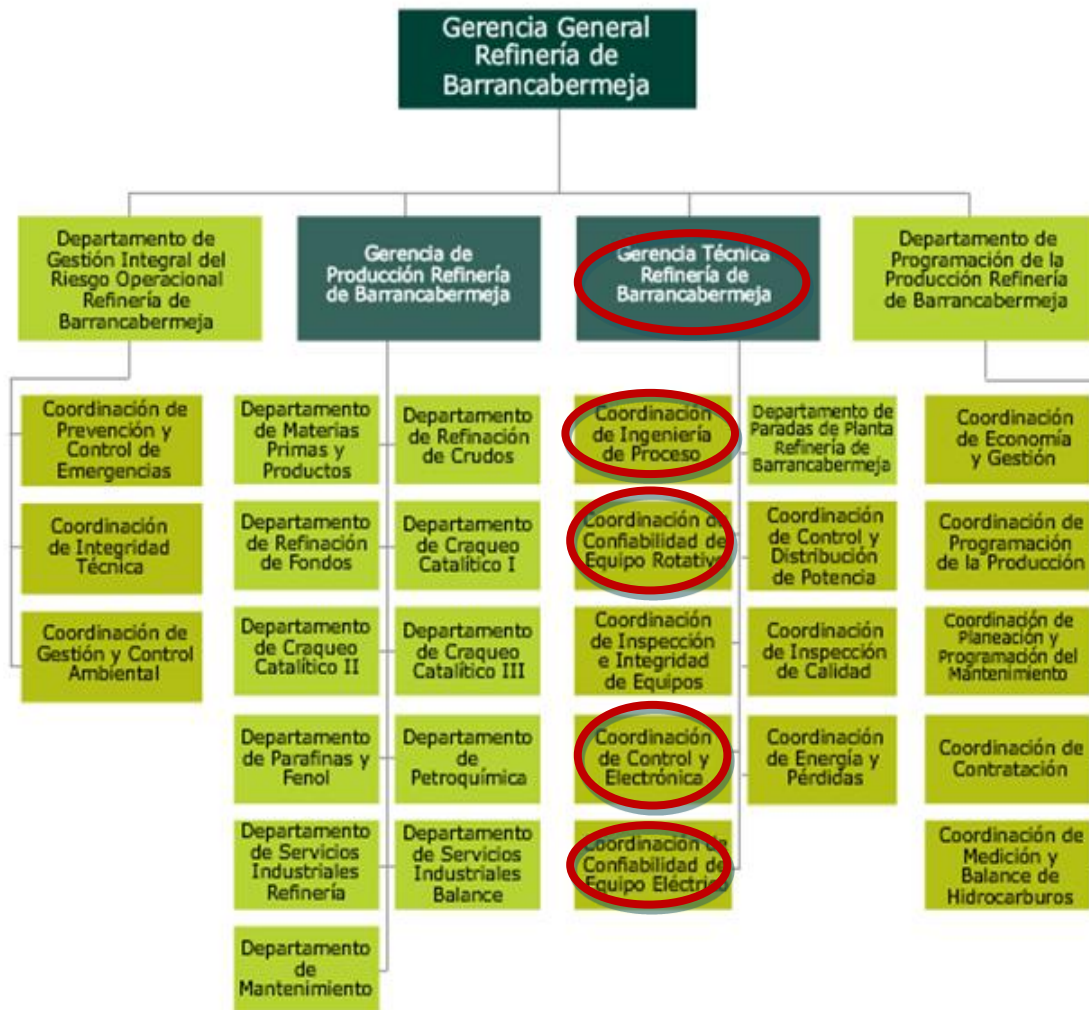 Gerencia General
Refinería de
Barrancabermeja
Departamento de
Gestión Integral del
Riesgo Operacional
Refinería de
Barrancabermeja
Gerencia de
Producción Refinería
de Barrancabermeja
Gerencia Técnica
Refinería de
Barrancabermeja
Departamento de
Programación de la
Producción Refinería
de Barrancabermeja
Coordinación de
Prevención y
Control de
Emergencias
Coordinación
de Integridad
Técnica
Coordinación de
Gestión y Control
Ambiental
Departamento
de Materias
Primas y
Productos
Departamento
de Refinación
de Crudos
Departamento
de Refinación
de Fondos
Departamento
de Craqueo
Catalítico I
Departamento
de Craqueo
Catalítico II
Departamento
de Craqueo
Catalítico III
Departamento
de Parafinas y
Fenol
Departamento
de
Petroquímica
Departamento
de Servicios
Industriales
Refinería
Departamento
de Servicios
Industriales
Balance
Departamento
de
Mantenimiento
Coordinación
de Ingeniería
de Proceso
Departamento de
Paradas de Planta
Refinería de
Barrancabermeja
Coordinación de
Confiabilidad de
Equipo Rotativo
Coordinación
de Control y
Distribución
de Potencia
Coordinación
de Inspección
e Integridad
de Equipos
Coordinación
de Inspección
de Calidad
Coordinación
de Control y
Electrónica
Coordinación
de Energía y
Pérdidas
Coordinación de
Confiabilidad de
Equipo Eléctrico
Coordinación
de Economía
y Gestión
Coordinación de
Programación
de la Producción
Coordinación de
Planeación y
Programación del
Mantenimiento
Coordinación de
Contratación
Coordinación de
Medición y
Balance de
Hidrocarburos